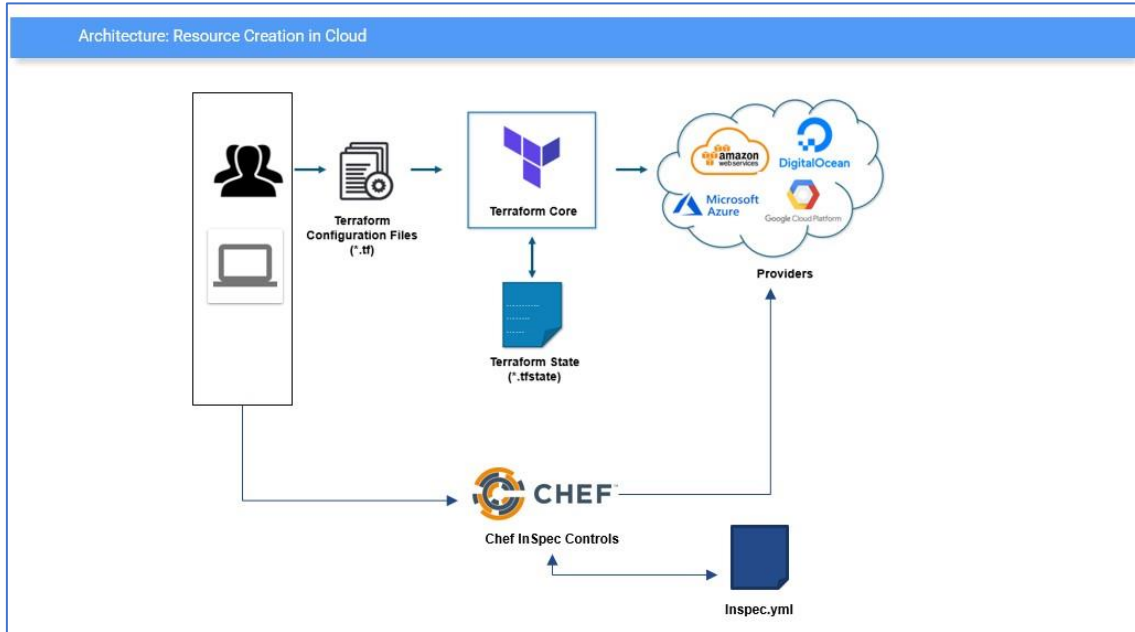 Architecture: Resource Creation in Cloud
Terraform
Configuration Files
(*.tf)
Terraform Core
amazon
webservices
DigitalOcean
Microsoft
Azure
Google Cloud Platform
Providers
Terraform State
(*.tfstate)
CHEF™
Chef InSpec Controls
Inspec.yml